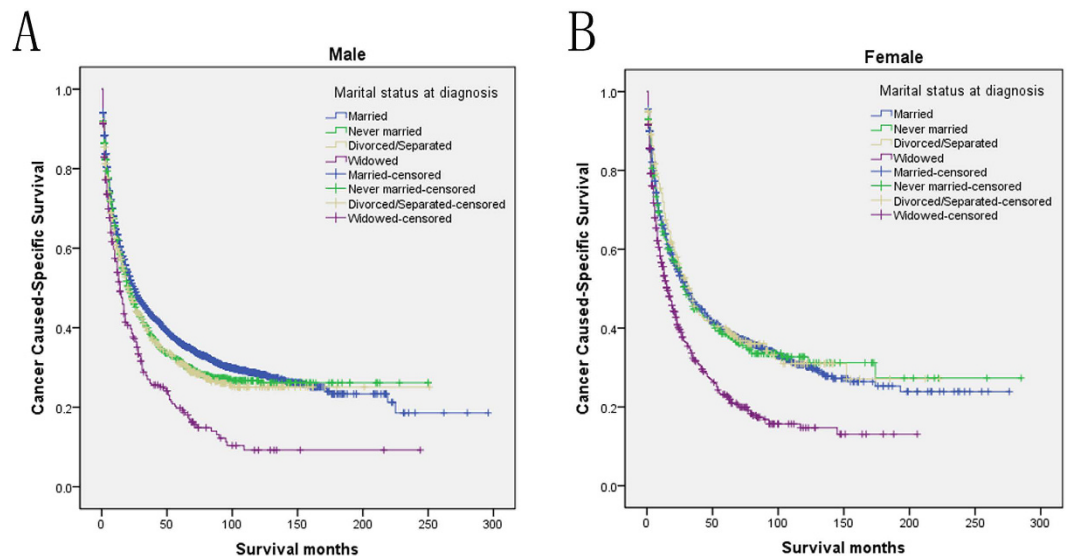 A
Male
Cancer Caused-Specific Survival
1.0
0.8
0.6
0.4
0.2
0.0
Marital status at diagnosis
Married
Never married
Divorced/Separated
Widowed
Married-censored
Never married-censored
Divorced/Separated-censored
Widowed-censored
0 50 100 150 200 250 300
Survival months
B
Female
Cancer Caused-Specific Survival
1.0
0.8
0.6
0.4
0.2
0.0
Marital status at diagnosis
Married
Never married
Divorced/Separated
Widowed
Married-censored
Never married-censored
Divorced/Separated-censored
Widowed-censored
0 50 100 150 200 250 300
Survival months